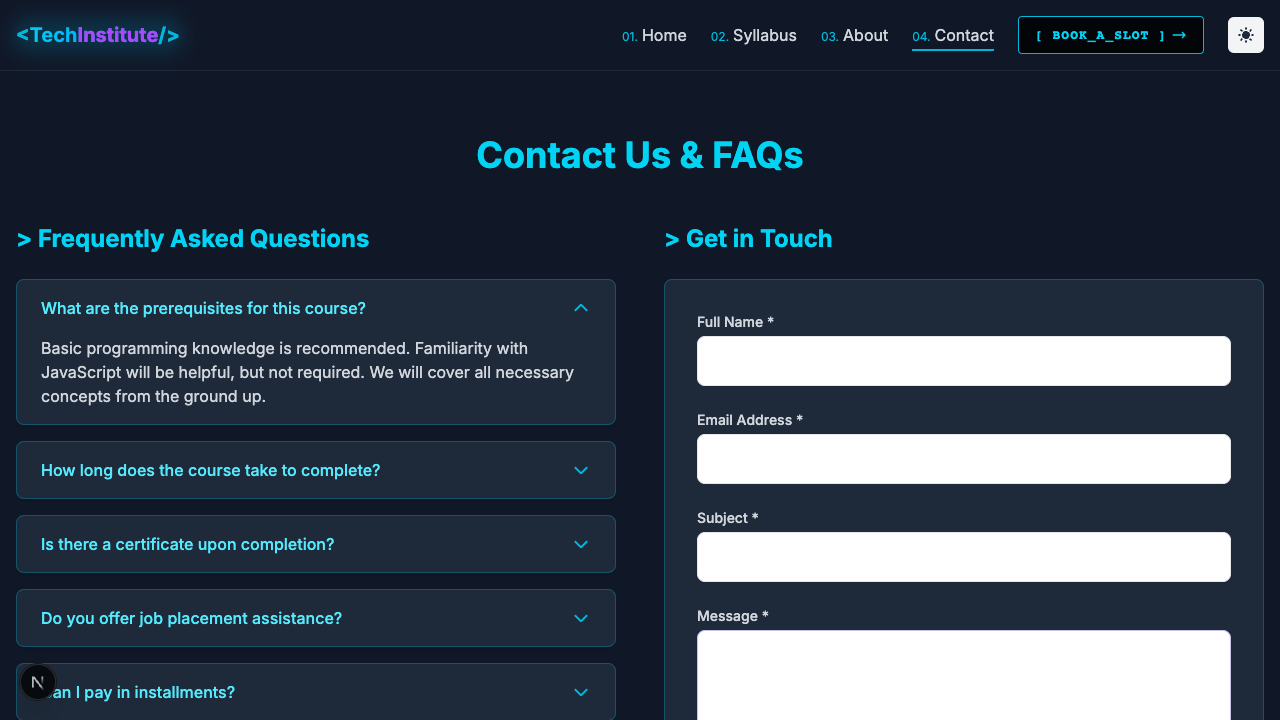 <TechInstitute/>
01. Home
02. Syllabus
03. About
04. Contact
[ BOOK_A_SLOT ] →
Contact Us & FAQs
> Frequently Asked Questions
What are the prerequisites for this course?
Basic programming knowledge is recommended. Familiarity with
JavaScript will be helpful, but not required. We will cover all necessary
concepts from the ground up.
How long does the course take to complete?
Is there a certificate upon completion?
Do you offer job placement assistance?
an I pay in installments?
N
> Get in Touch
Full Name *
Email Address *
Subject *
Message *